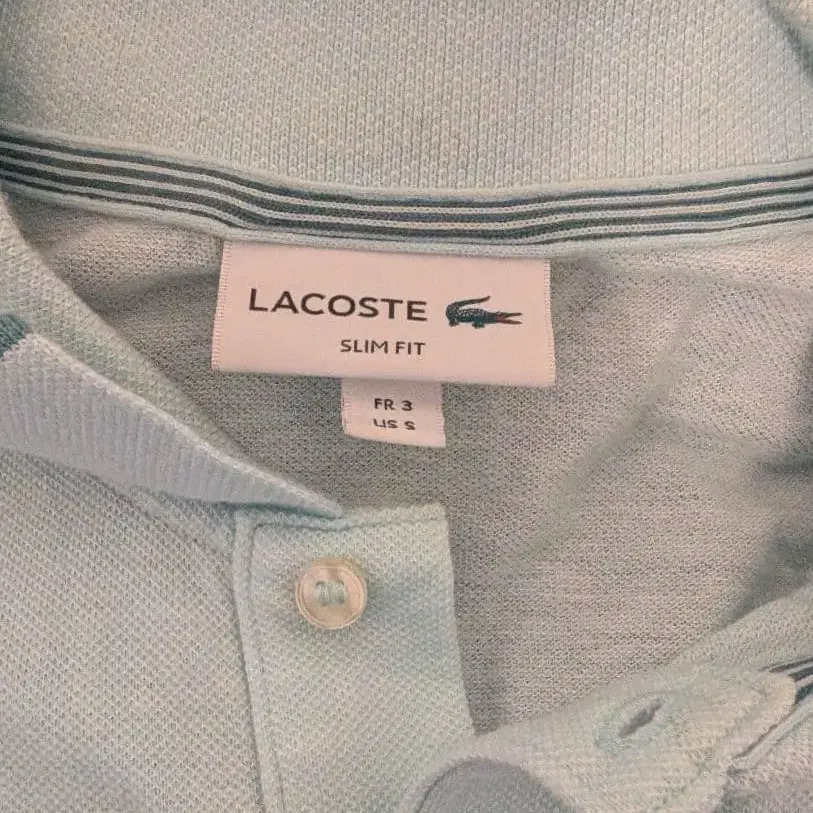 LACOSTE
SLIM FIT
FR 3
US S